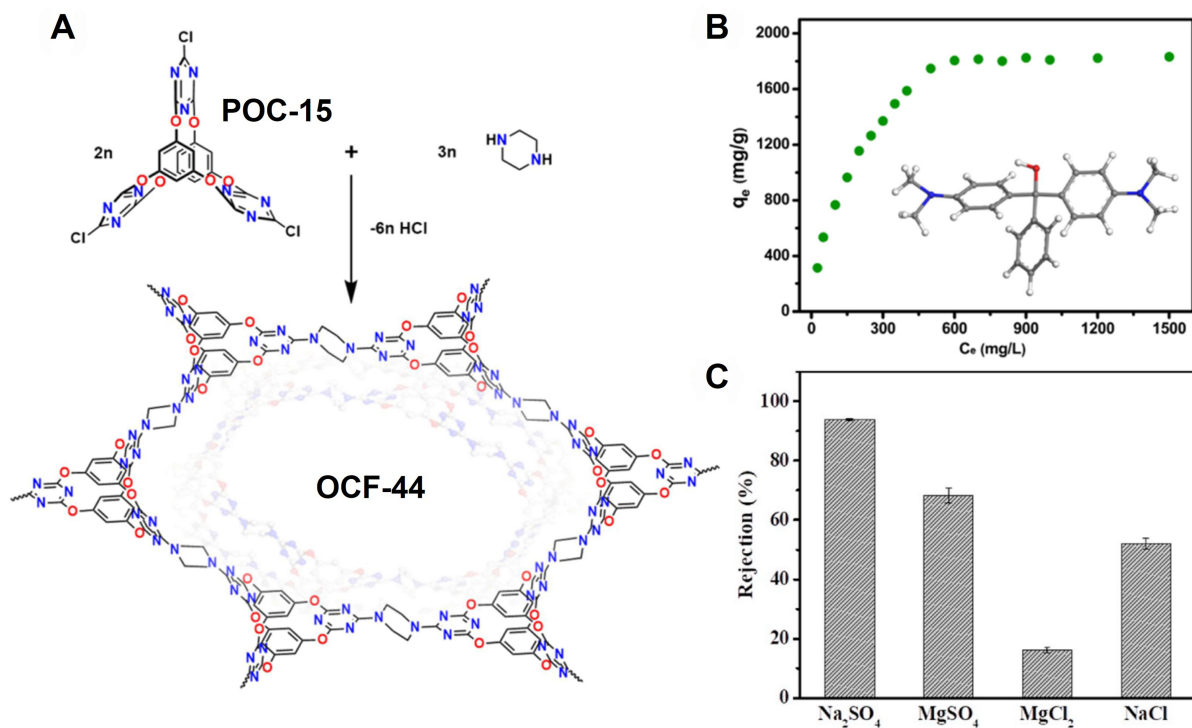 A
Cl
N N
N
O O
POC-15
2n
O O
O O
N N
N N
Cl
Cl
+
3n
HN
NH
-6n HCl
OCF-44
B
qₑ (mg/g)
2000
1600
1200
800
400
0
0 300 600 900 1200 1500
Cₑ (mg/L)
C
Rejection (%)
100
80
60
40
20
0
Na₂SO₄ MgSO₄ MgCl₂ NaCl